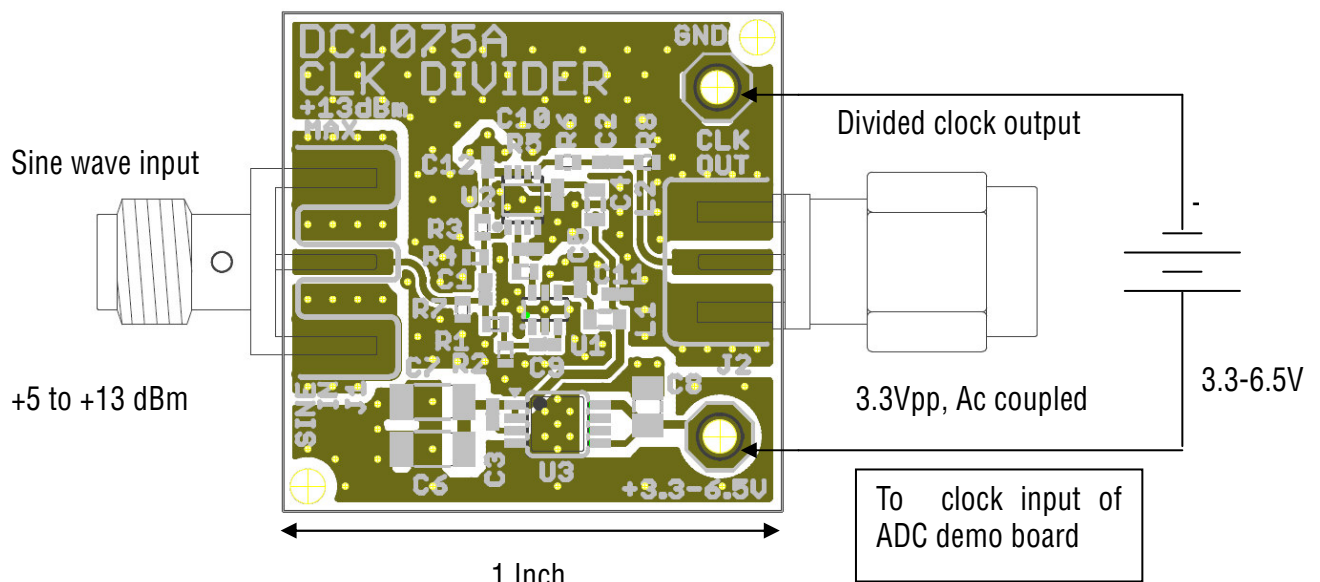 DC1075A
CLK DIVIDER
+13dBm
MAX
GND
CLK
OUT
Sine wave input
Divided clock output
C10
R5
R6
C2
R8
C12
U2
C4
L2
R3
C5
R4
C1
C11
R7
L1
R1
R2
U1
C9
J2
C7
C8
SINE
IN
J1
C3
C6
U3
+3.3-6.5V
-
+5 to +13 dBm
3.3Vpp, Ac coupled
3.3-6.5V
To clock input of
ADC demo board
1 Inch